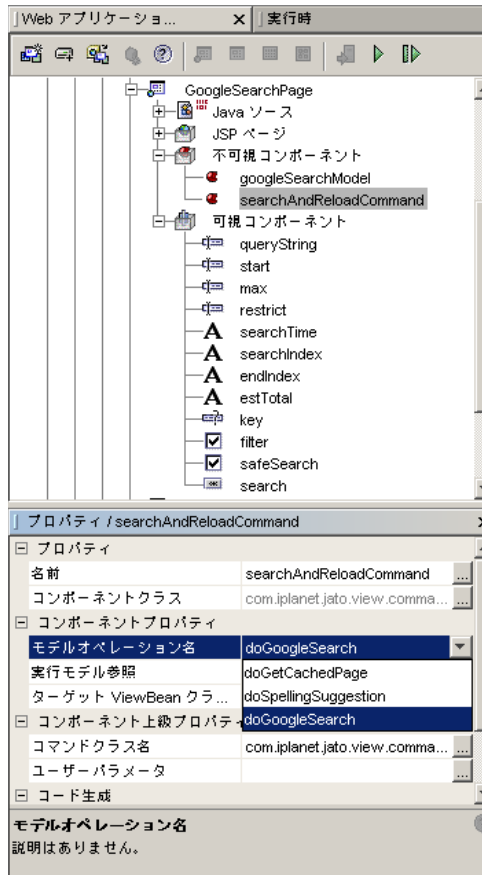 Web アプリケーショ...
実行時
GoogleSearchPage
Java ソース
JSP ページ
不可視コンポーネント
googleSearchModel
searchAndReloadCommand
可視コンポーネント
queryString
start
max
restrict
searchTime
searchIndex
endIndex
estTotal
key
filter
safeSearch
search
プロパティ / searchAndReloadCommand
プロパティ
名前 searchAndReloadCommand ...
コンポーネントクラス com.iplanet.jato.view.comma... ...
コンポーネントプロパティ
モデルオペレーション名 doGoogleSearch
実行モデル参照 doGetCachedPage
ターゲット ViewBean クラ... doSpellingSuggestion
コンポーネント上級プロパティ doGoogleSearch
コマンドクラス名 com.iplanet.jato.view.comma... ...
ユーザーパラメータ ...
コード生成
モデルオペレーション名
説明はありません。